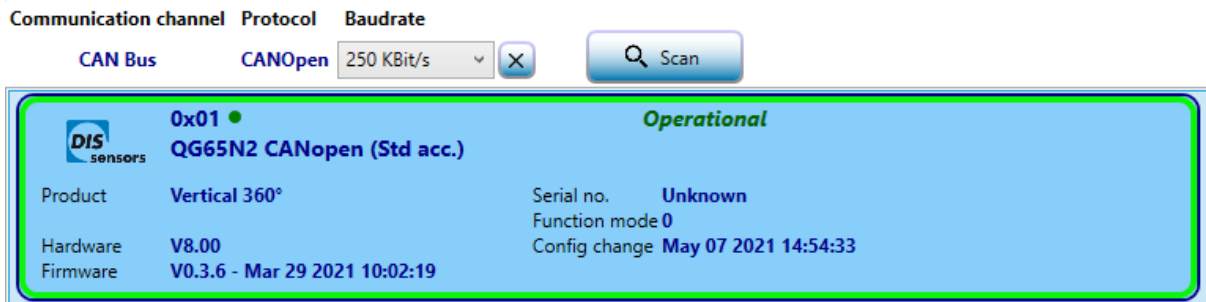 Communication channel Protocol Baudrate
CAN Bus CANOpen 250 KBit/s Scan
0x01 Operational
DIS sensors
QG65N2 CANopen (Std acc.)
Product Vertical 360° Serial no. Unknown
Function mode 0
Hardware V8.00 Config change May 07 2021 14:54:33
Firmware V0.3.6 - Mar 29 2021 10:02:19